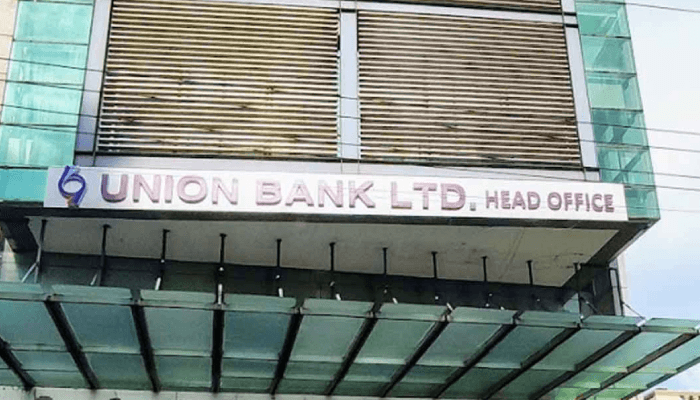 UNION BANK LTD. HEAD OFFICE